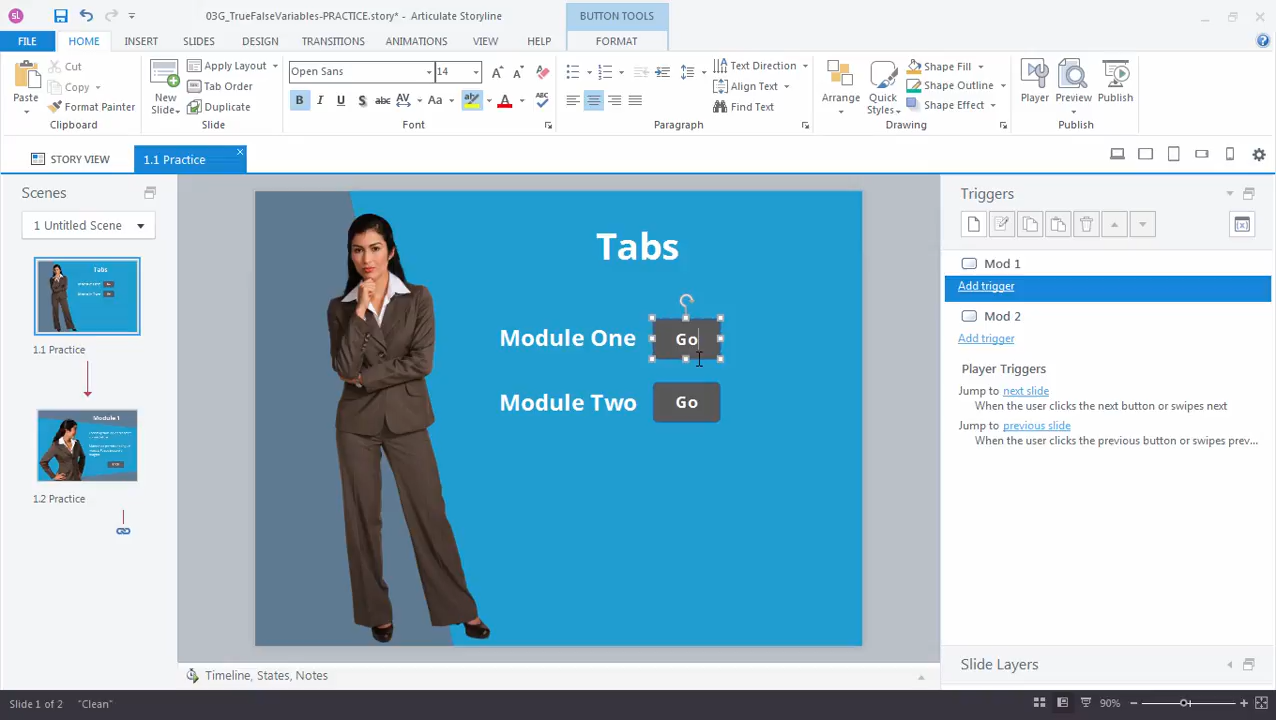 sl
03G_TrueFalseVariables-PRACTICE.story* - Articulate Storyline
BUTTON TOOLS
FILE
HOME
INSERT
SLIDES
DESIGN
TRANSITIONS
ANIMATIONS
VIEW
HELP
FORMAT
Paste
Cut
Copy
Format Painter
Clipboard
New Slide
Apply Layout
Tab Order
Duplicate
Slide
Open Sans
14
B I U S abc AV Aa A
Font
Text Direction
Align Text
Find Text
Paragraph
Arrange
Quick Styles
Shape Fill
Shape Outline
Shape Effect
Drawing
Player
Preview
Publish
Publish
STORY VIEW
1.1 Practice
Scenes
1 Untitled Scene
Tabs
1.1 Practice
Module 1
1.2 Practice
Tabs
Module One
Go
Module Two
Go
Timeline, States, Notes
Triggers
Mod 1
Add trigger
Mod 2
Add trigger
Player Triggers
Jump to next slide
When the user clicks the next button or swipes next
Jump to previous slide
When the user clicks the previous button or swipes prev...
Slide Layers
Slide 1 of 2
"Clean"
90%